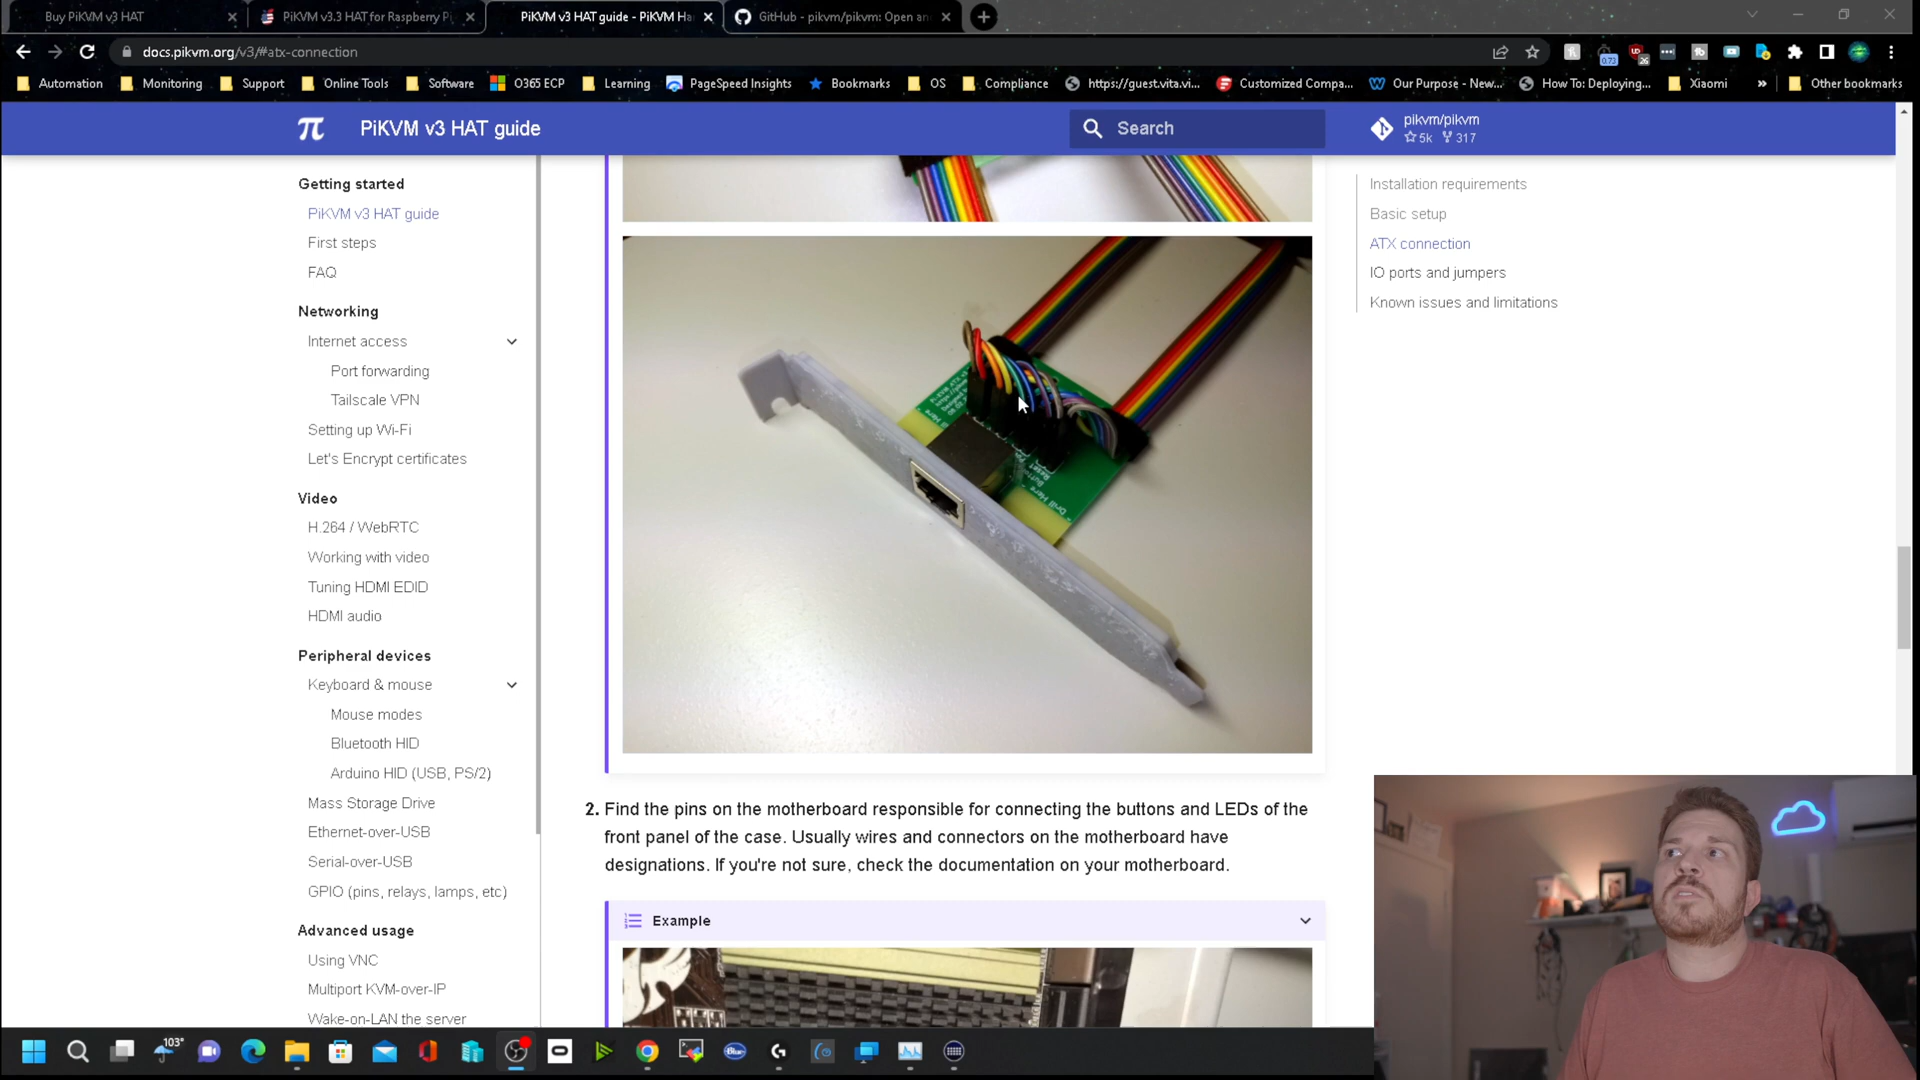 Buy PiKVM v3 HAT
PiKVM v3.3 HAT for Raspberry Pi
PiKVM v3 HAT guide - PiKVM Ha
GitHub - pikvm/pikvm: Open an
docs.pikvm.org/v3/#atx-connection
0.73
26
Automation
Monitoring
Support
Online Tools
Software
O365 ECP
Learning
PageSpeed Insights
Bookmarks
OS
Compliance
https://guest.vita.vi...
Customized Compa...
Our Purpose - New...
How To: Deploying...
Xiaomi
»
Other bookmarks
π
PiKVM v3 HAT guide
Search
pikvm/pikvm
5k 317
Getting started
PiKVM v3 HAT guide
First steps
FAQ
Networking
Internet access
Port forwarding
Tailscale VPN
Setting up Wi-Fi
Let's Encrypt certificates
Video
H.264 / WebRTC
Working with video
Tuning HDMI EDID
HDMI audio
Peripheral devices
Keyboard & mouse
Mouse modes
Bluetooth HID
Arduino HID (USB, PS/2)
Mass Storage Drive
Ethernet-over-USB
Serial-over-USB
GPIO (pins, relays, lamps, etc)
Advanced usage
Using VNC
Multiport KVM-over-IP
Wake-on-LAN the server
Drill Here
2. Find the pins on the motherboard responsible for connecting the buttons and LEDs of the
front panel of the case. Usually wires and connectors on the motherboard have
designations. If you're not sure, check the documentation on your motherboard.
Example
Installation requirements
Basic setup
ATX connection
IO ports and jumpers
Known issues and limitations
103°